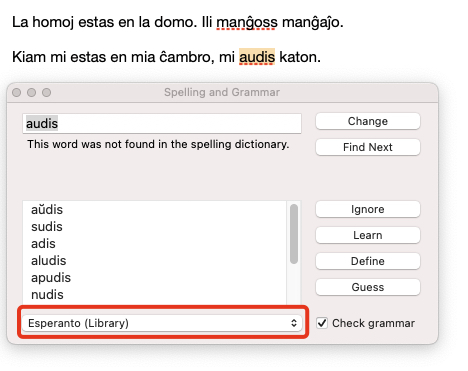 La homoj estas en la domo. Ili manĝoss manĝaĵo.
Kiam mi estas en mia ĉambro, mi audis katon.
Spelling and Grammar
audis
Change
This word was not found in the spelling dictionary.
Find Next
aŭdis
sudis
adis
aludis
apudis
nudis
Ignore
Learn
Define
Guess
Esperanto (Library)
Check grammar